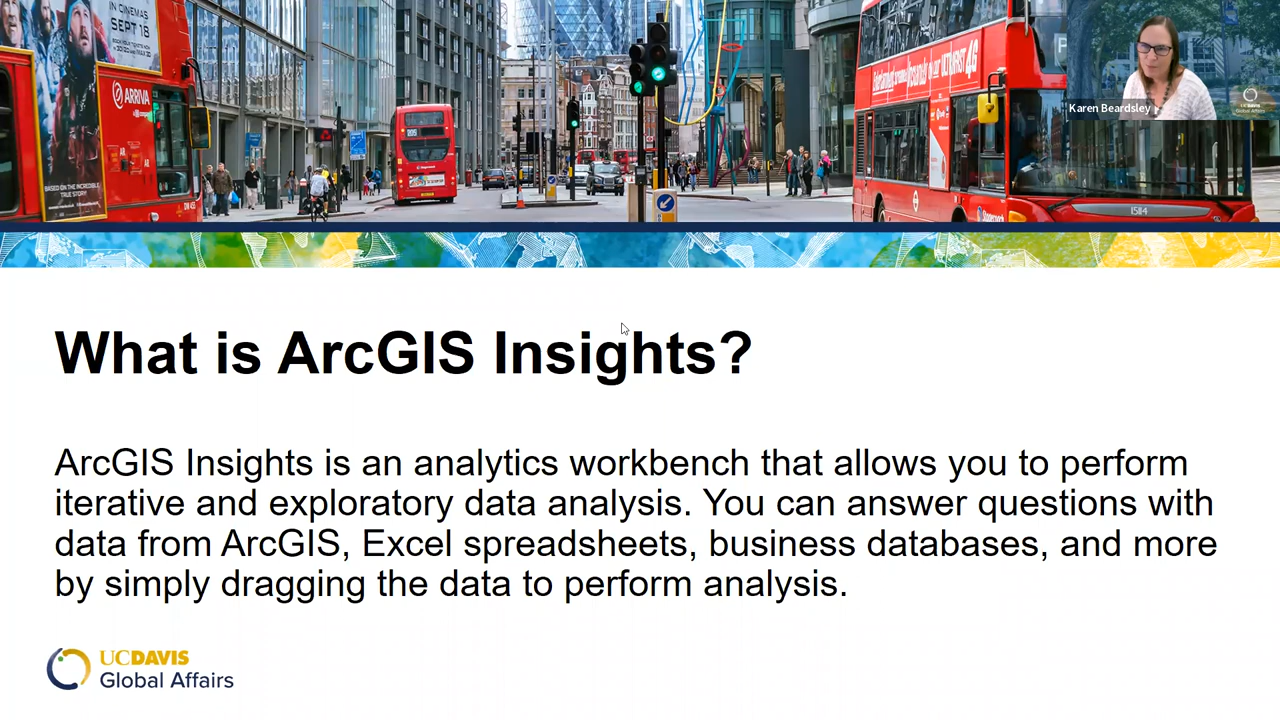 IN CINEMAS
SEPT 18
ARRIVA
BASED ON THE INCREDIBLE
TRUE STORY
Karen Beardsley
UCDAVIS
Global Affairs
What is ArcGIS Insights?
ArcGIS Insights is an analytics workbench that allows you to perform
iterative and exploratory data analysis. You can answer questions with
data from ArcGIS, Excel spreadsheets, business databases, and more
by simply dragging the data to perform analysis.
UCDAVIS
Global Affairs